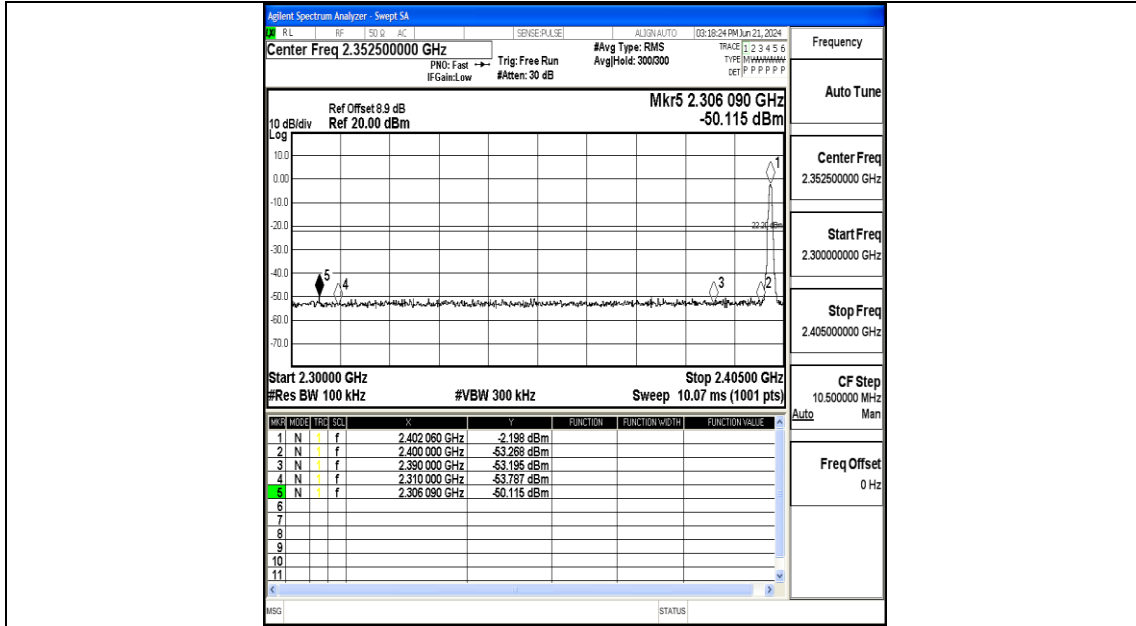 Agilent Spectrum Analyzer - Swept SA
RL RF 50 Ω AC SENSE:PULSE ALIGNAUTO 03:18:24 PM Jun 21, 2024
Center Freq 2.352500000 GHz
PNO: Fast
IFGain:Low
Trig: Free Run
#Atten: 30 dB
#Avg Type: RMS
Avg|Hold: 300/300
TRACE 1 2 3 4 5 6
TYPE
DET P P P P P P
Mkr5 2.306 090 GHz
-50.115 dBm
Ref Offset 8.9 dB
10 dB/div Ref 20.00 dBm
Log
10.0
0.00
-10.0
-20.0
-30.0
-40.0
-50.0
-60.0
-70.0
1
5
4
3
2
Start 2.30000 GHz Stop 2.40500 GHz
#Res BW 100 kHz #VBW 300 kHz Sweep 10.07 ms (1001 pts)
MKR MODE TRC SCL X Y FUNCTION FUNCTION WIDTH FUNCTION VALUE
1 N 1 f 2.402 060 GHz -2.198 dBm
2 N 1 f 2.400 000 GHz -53.268 dBm
3 N 1 f 2.390 000 GHz -53.195 dBm
4 N 1 f 2.310 000 GHz -53.787 dBm
5 N 1 f 2.306 090 GHz -50.115 dBm
6
7
8
9
10
11
MSG STATUS
Frequency
Auto Tune
Center Freq
2.352500000 GHz
Start Freq
2.300000000 GHz
Stop Freq
2.405000000 GHz
CF Step
10.500000 MHz
Auto Man
Freq Offset
0 Hz